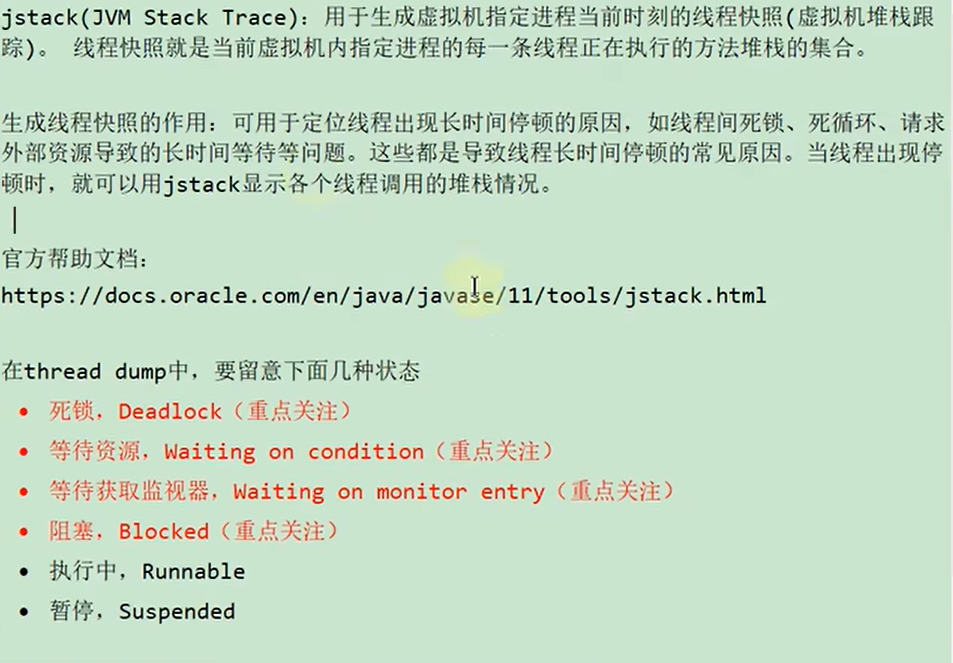 jstack(JVM Stack Trace)：用于生成虚拟机指定进程当前时刻的线程快照(虚拟机堆栈跟
踪)。 线程快照就是当前虚拟机内指定进程的每一条线程正在执行的方法堆栈的集合。
生成线程快照的作用：可用于定位线程出现长时间停顿的原因，如线程间死锁、死循环、请求
外部资源导致的长时间等待等问题。这些都是导致线程长时间停顿的常见原因。当线程出现停
顿时，就可以用jstack显示各个线程调用的堆栈情况。
官方帮助文档：
https://docs.oracle.com/en/java/javase/11/tools/jstack.html
在thread dump中，要留意下面几种状态
• 死锁，Deadlock（重点关注）
• 等待资源，Waiting on condition（重点关注）
• 等待获取监视器，Waiting on monitor entry（重点关注）
• 阻塞，Blocked（重点关注）
• 执行中，Runnable
• 暂停，Suspended